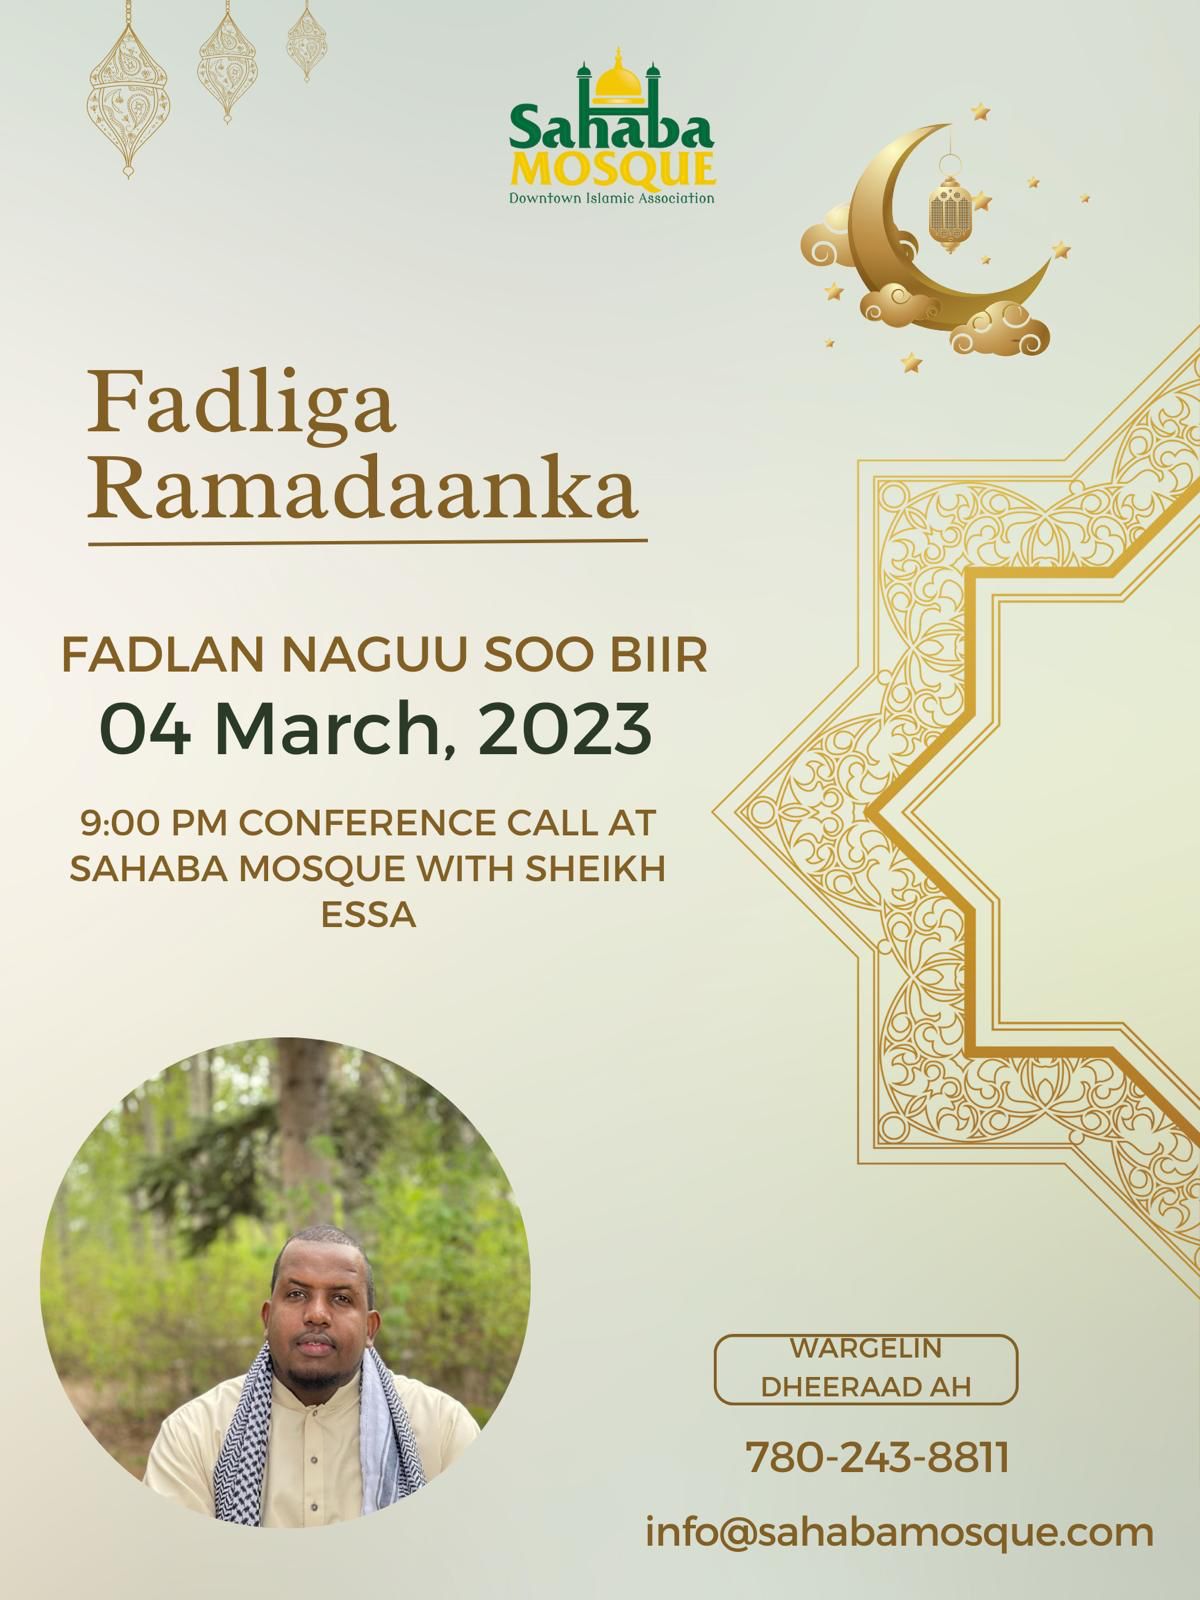 Sahaba
MOSQUE
Downtown Islamic Association
Fadliga
Ramadaanka
FADLAN NAGUU SOO BIIR
04 March, 2023
9:00 PM CONFERENCE CALL AT
SAHABA MOSQUE WITH SHEIKH
ESSA
WARGELIN
DHEERAAD AH
780-243-8811
info@sahabamosque.com